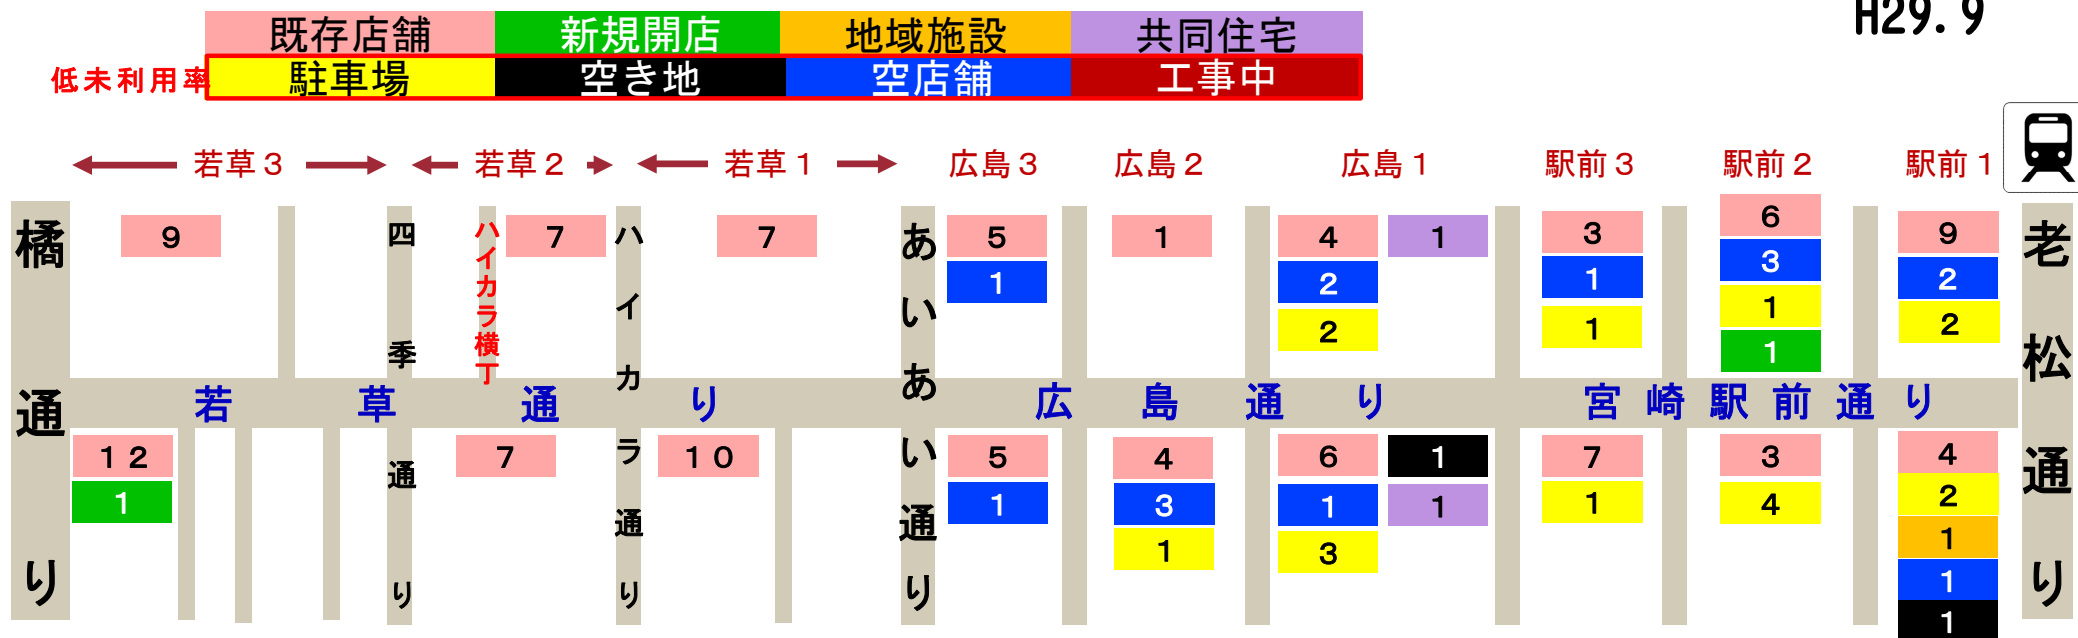 H29.9
既存店舗 新規開店 地域施設 共同住宅
低未利用率 駐車場 空き地 空店舗 工事中
若草3 若草2 若草1 広島3 広島2 広島1 駅前3 駅前2 駅前1
橘通り
四季通り
ハイカラ横丁
ハイカラ通り
あいあい通り
老松通り
9 7 7 5 1 4 1 3 6 9
1 2 1 3 2
2 1 1 2
1
若草通り 広島通り 宮崎駅前通り
12 7 10 5 4 6 1 7 3 4
1 1 3 1 1 1 4 2
1 3 1
1
1